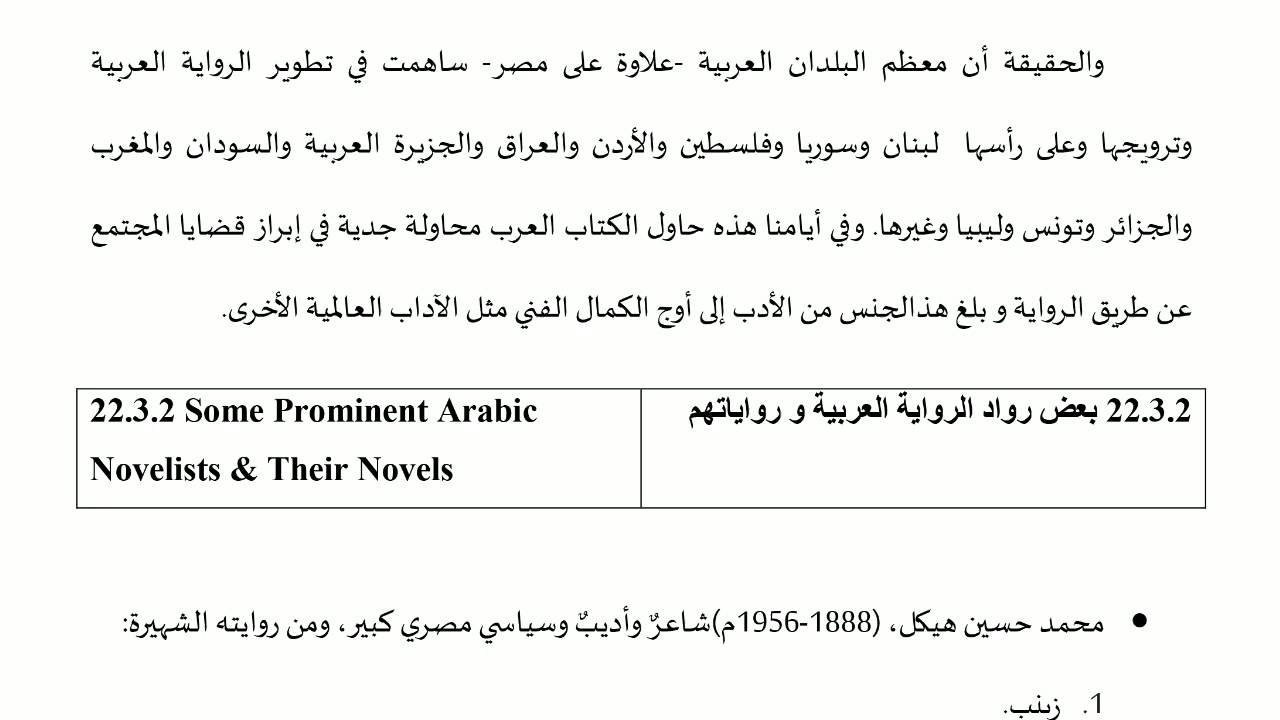 والحقيقة أن معظم البلدان العربية -علاوة على مصر- ساهمت في تطوير الرواية العربية
وترويجها وعلى رأسها لبنان وسوريا وفلسطين والأردن والعراق والجزيرة العربية والسودان والمغرب
والجزائر وتونس وليبيا وغيرها. وفي أيامنا هذه حاول الكتاب العرب محاولة جدية في إبراز قضايا المجتمع
عن طريق الرواية و بلغ هذالجنس من الأدب إلى أوج الكمال الفني مثل الآداب العالمية الأخرى.
22.3.2 Some Prominent Arabic
Novelists & Their Novels
22.3.2 بعض رواد الرواية العربية و رواياتهم
• محمد حسين هيكل، (1888-1956م)شاعرٌ وأديبٌ وسياسي مصري كبير، ومن روايته الشهيرة:
1. زينب.